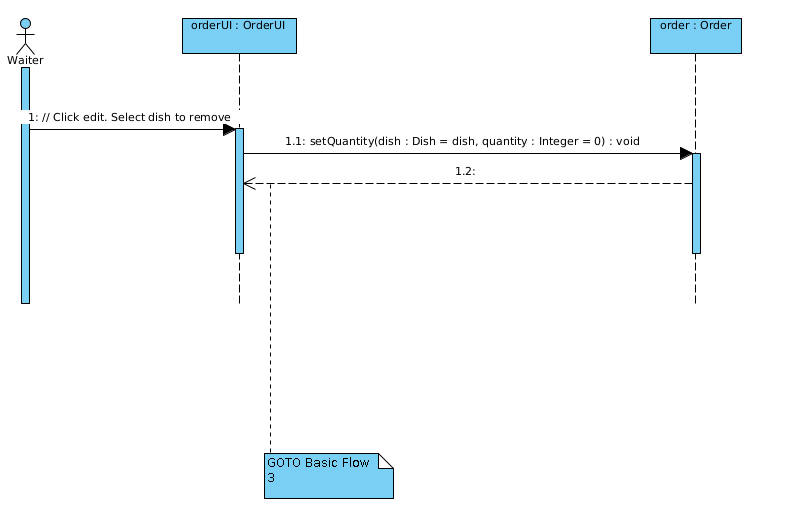 orderUI : OrderUI
order : Order
Waiter
1: // Click edit. Select dish to remove
1.1: setQuantity(dish : Dish = dish, quantity : Integer = 0) : void
1.2:
GOTO Basic Flow
3